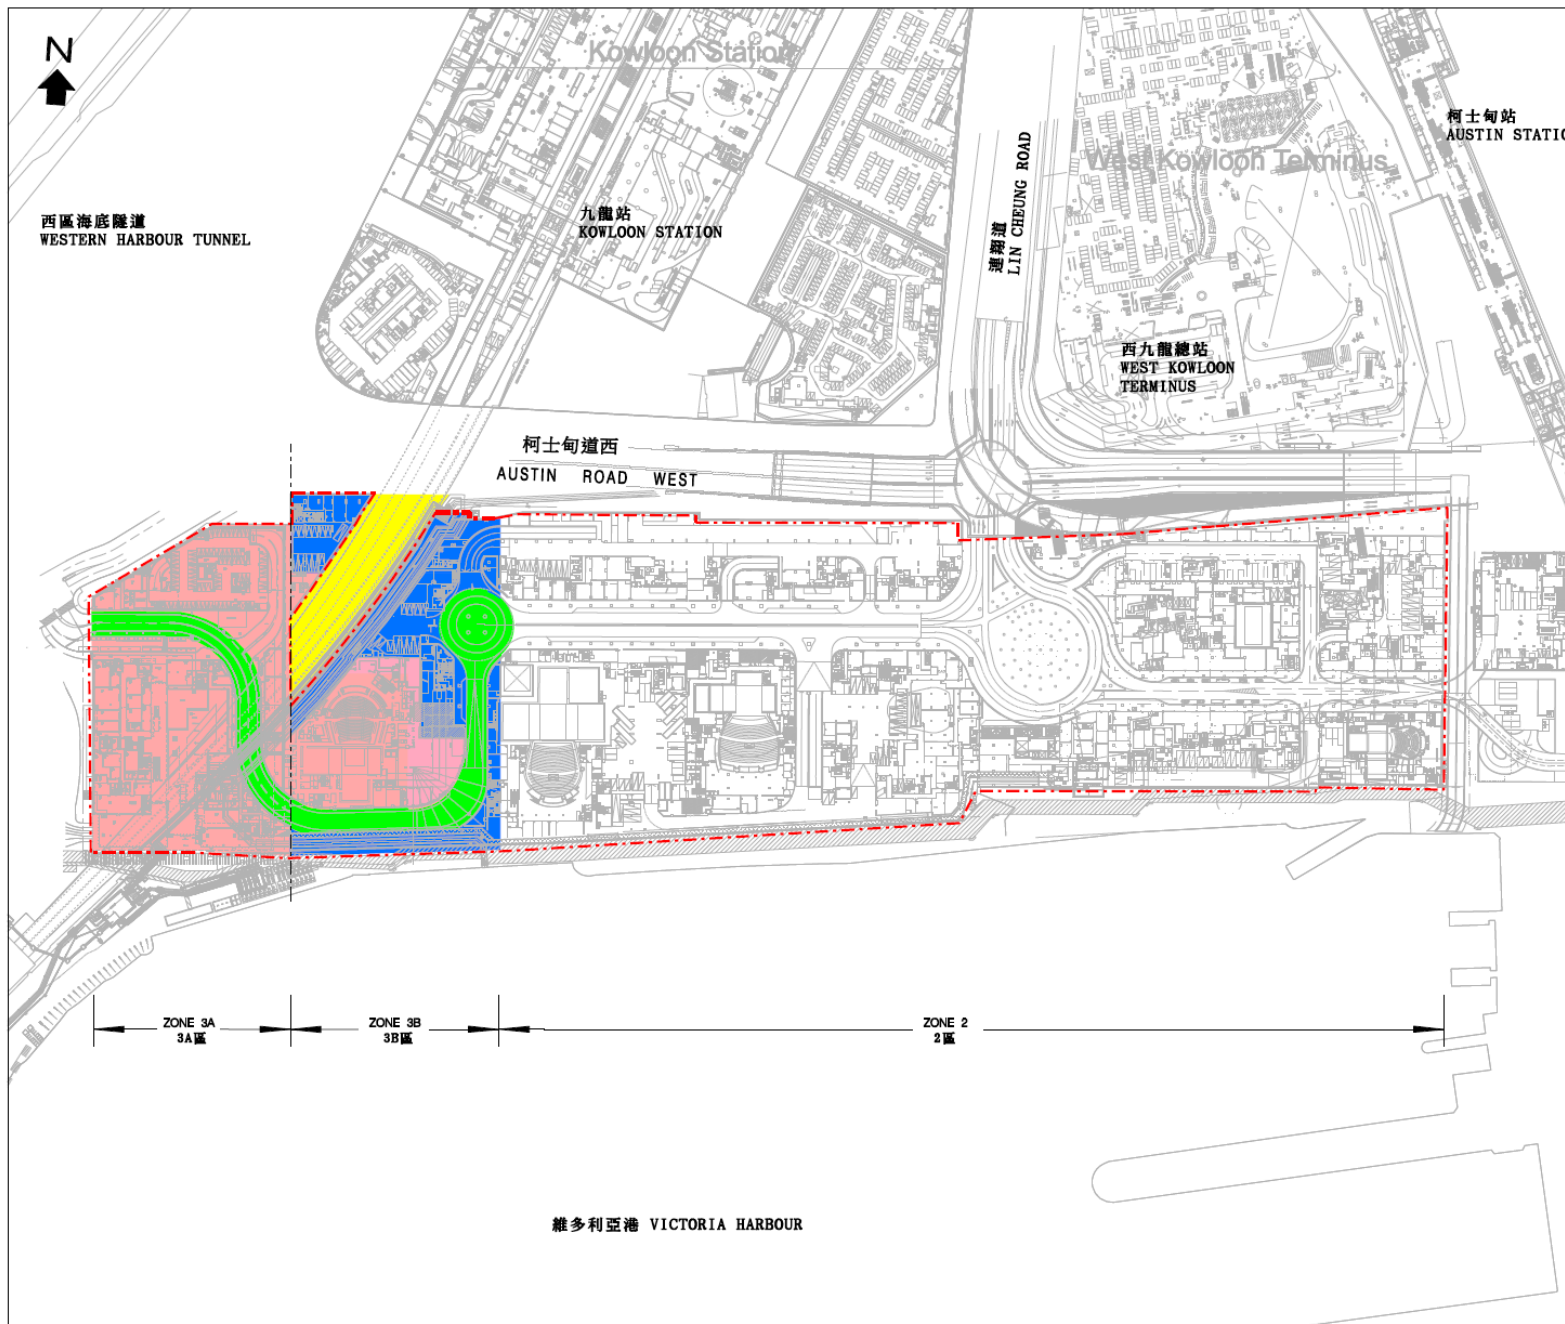 N
Kowloon Station
柯士甸站
West Kowloon Terminus
西區海底隧道
WESTERN HARBOUR TUNNEL
九龍站
KOWLOON STATION
連翔道
LIN CHEUNG ROAD
西九龍總站
WEST KOWLOON
TERMINUS
AUSTIN STATIO
柯士甸道西
AUSTIN ROAD WEST
ZONE 3A
3A區
ZONE 3B
3B區
ZONE 2
2區
維多利亞港 VICTORIA HARBOUR